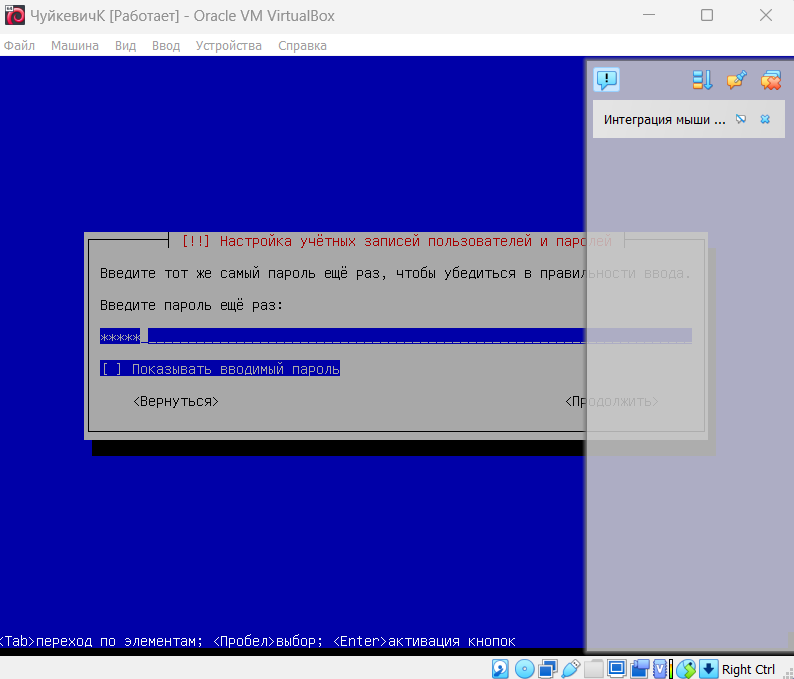 ЧуйкевичК [Работает] - Oracle VM VirtualBox
Файл Машина Вид Ввод Устройства Справка
Интеграция мыши ...
[!!] Настройка учётных записей пользователей и паролей
Введите тот же самый пароль ещё раз, чтобы убедиться в правильности ввода.
Введите пароль ещё раз:
*****
[ ] Показывать вводимый пароль
<Вернуться> <Продолжить>
<Tab>переход по элементам; <Пробел>выбор; <Enter>активация кнопок
Right Ctrl